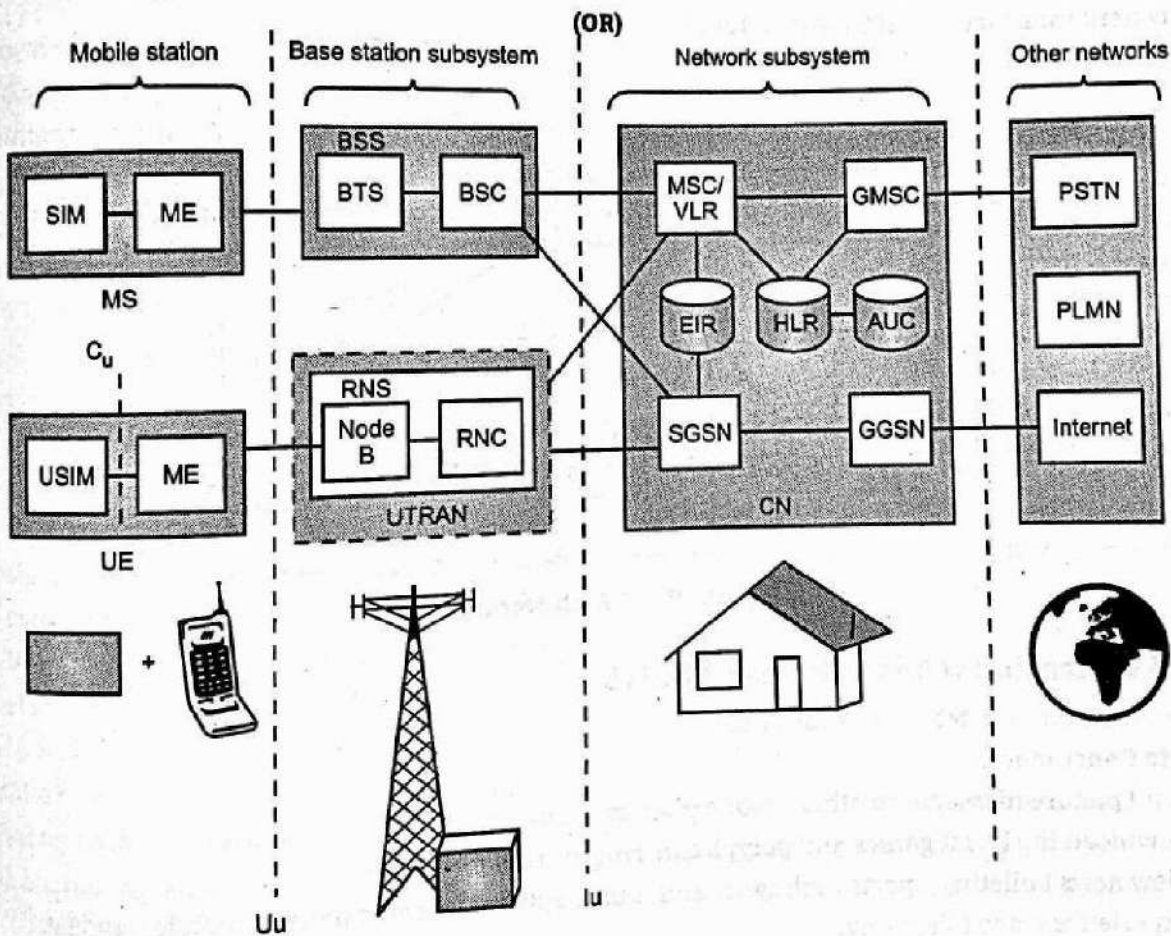 (OR)
Mobile station
Base station subsystem
Network subsystem
Other networks
BSS
SIM
ME
BTS
BSC
MSC/
VLR
GMSC
PSTN
MS
EIR
HLR
AUC
PLMN
Cu
RNS
USIM
ME
Node
B
RNC
SGSN
GGSN
Internet
UTRAN
CN
UE
+
Uu
Iu